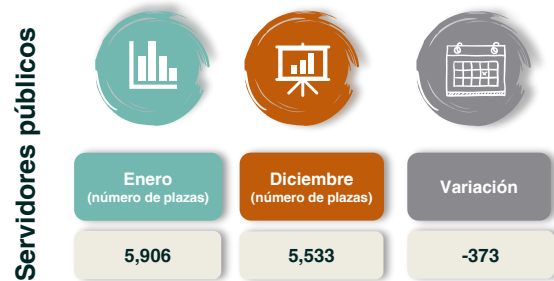 Servidores públicos
Enero
(número de plazas)
Diciembre
(número de plazas)
Variación
5,906
5,533
-373